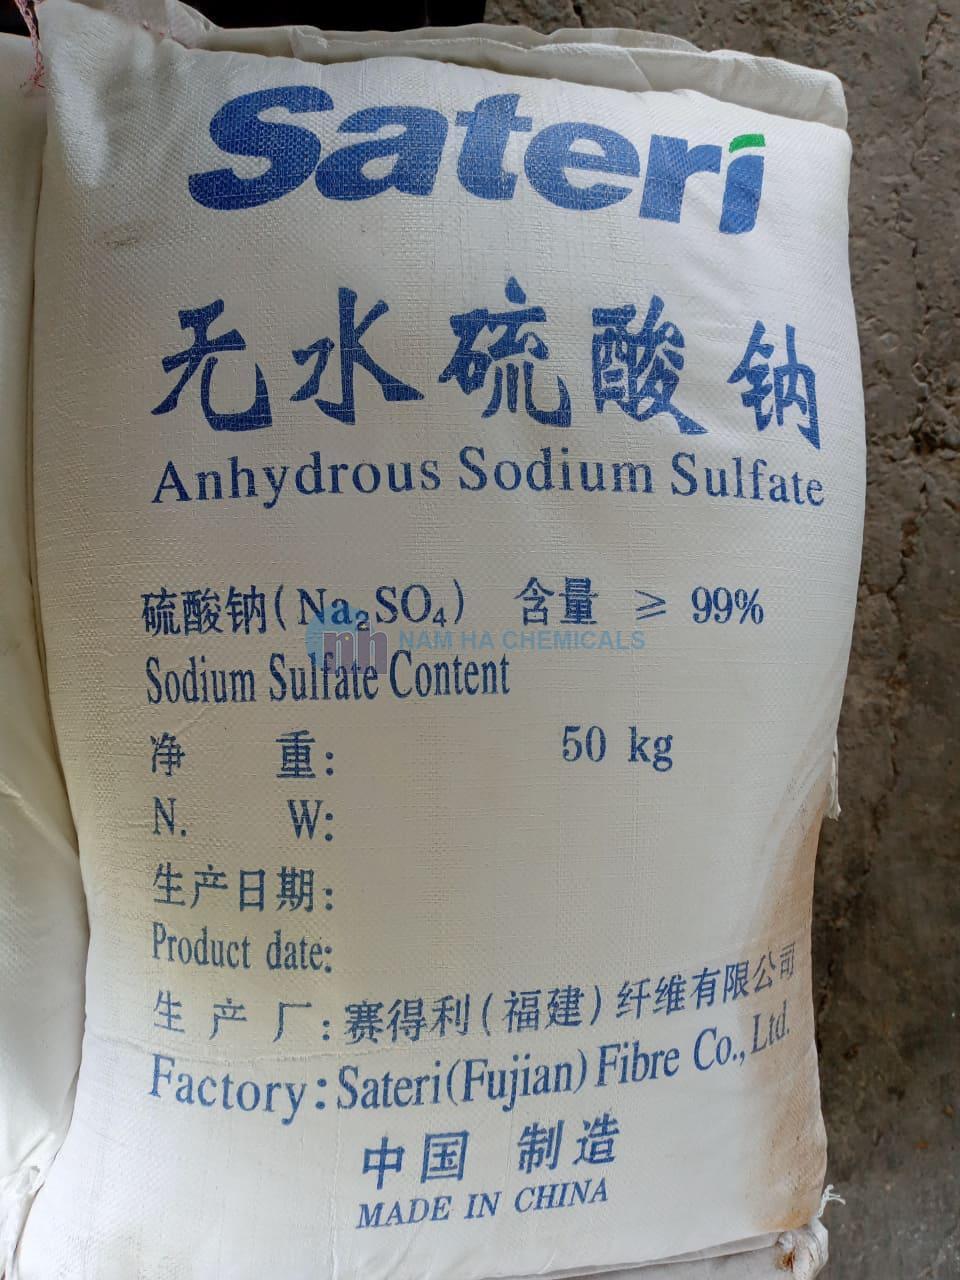 Sateri
无水硫酸钠
Anhydrous Sodium Sulfate
硫酸钠(Na₂SO₄) 含量 ≥ 99%
nh NAM HA CHEMICALS
Sodium Sulfate Content
净 重: 50 kg
N. W:
生产日期:
Product date:
生 产 厂:赛得利(福建)纤维有限公司
Factory:Sateri(Fujian) Fibre Co., Ltd.
中国 制造
MADE IN CHINA